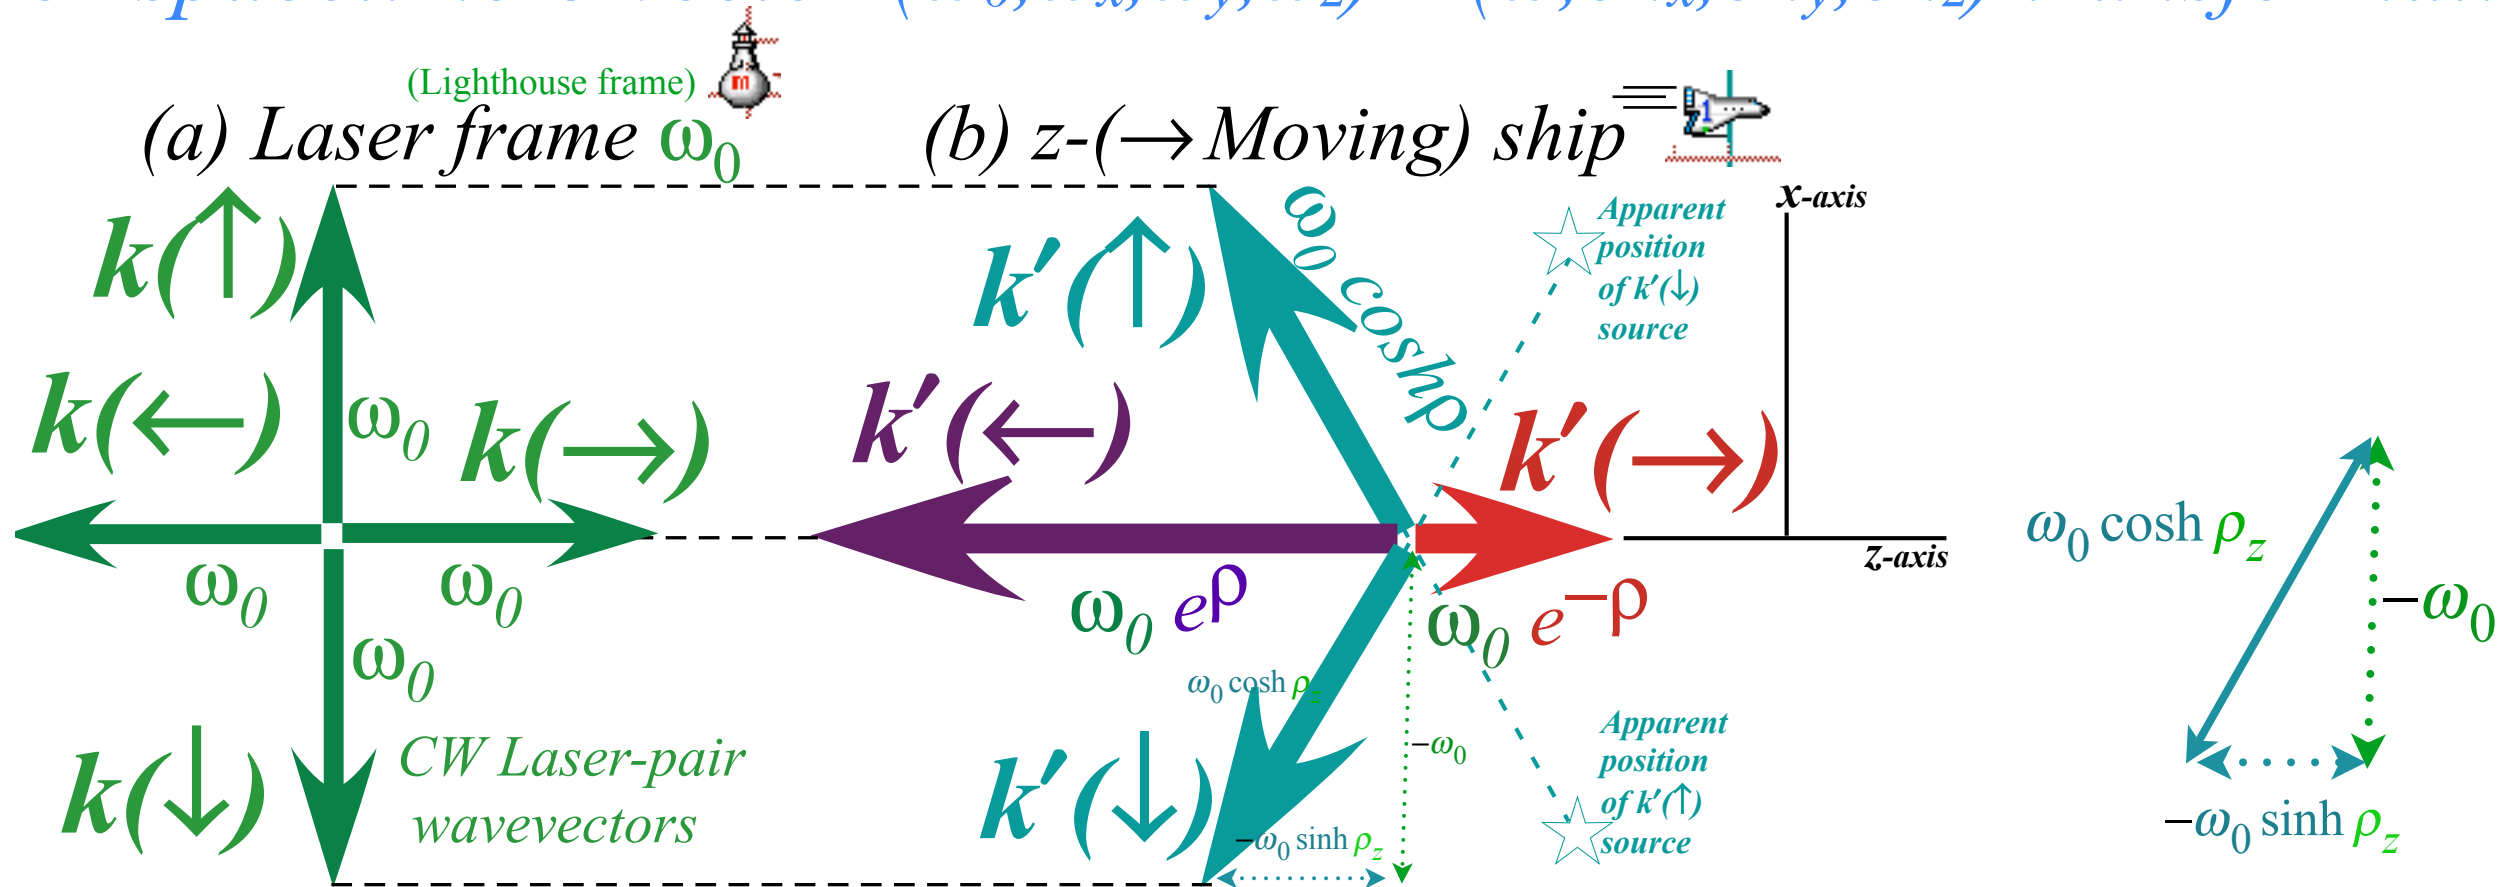 (Lighthouse frame)
m
(a) Laser frame ω0
(b) z-(→Moving) ship
1
k(↑)
k'(↑)
ω0 coshρ
Apparent
position
of k'(↓)
source
x-axis
k(←)
ω0
k(→)
k'(←)
k'(→)
z-axis
ω0
ω0
ω0 e^ρ
ω0 e^−ρ
ω0 cosh ρz
−ω0
ω0
ω0 cosh ρz
−ω0
k(↓)
CW Laser-pair
wavevectors
k'(↓)
−ω0 sinh ρz
Apparent
position
of k'(↑)
source
−ω0 sinh ρz